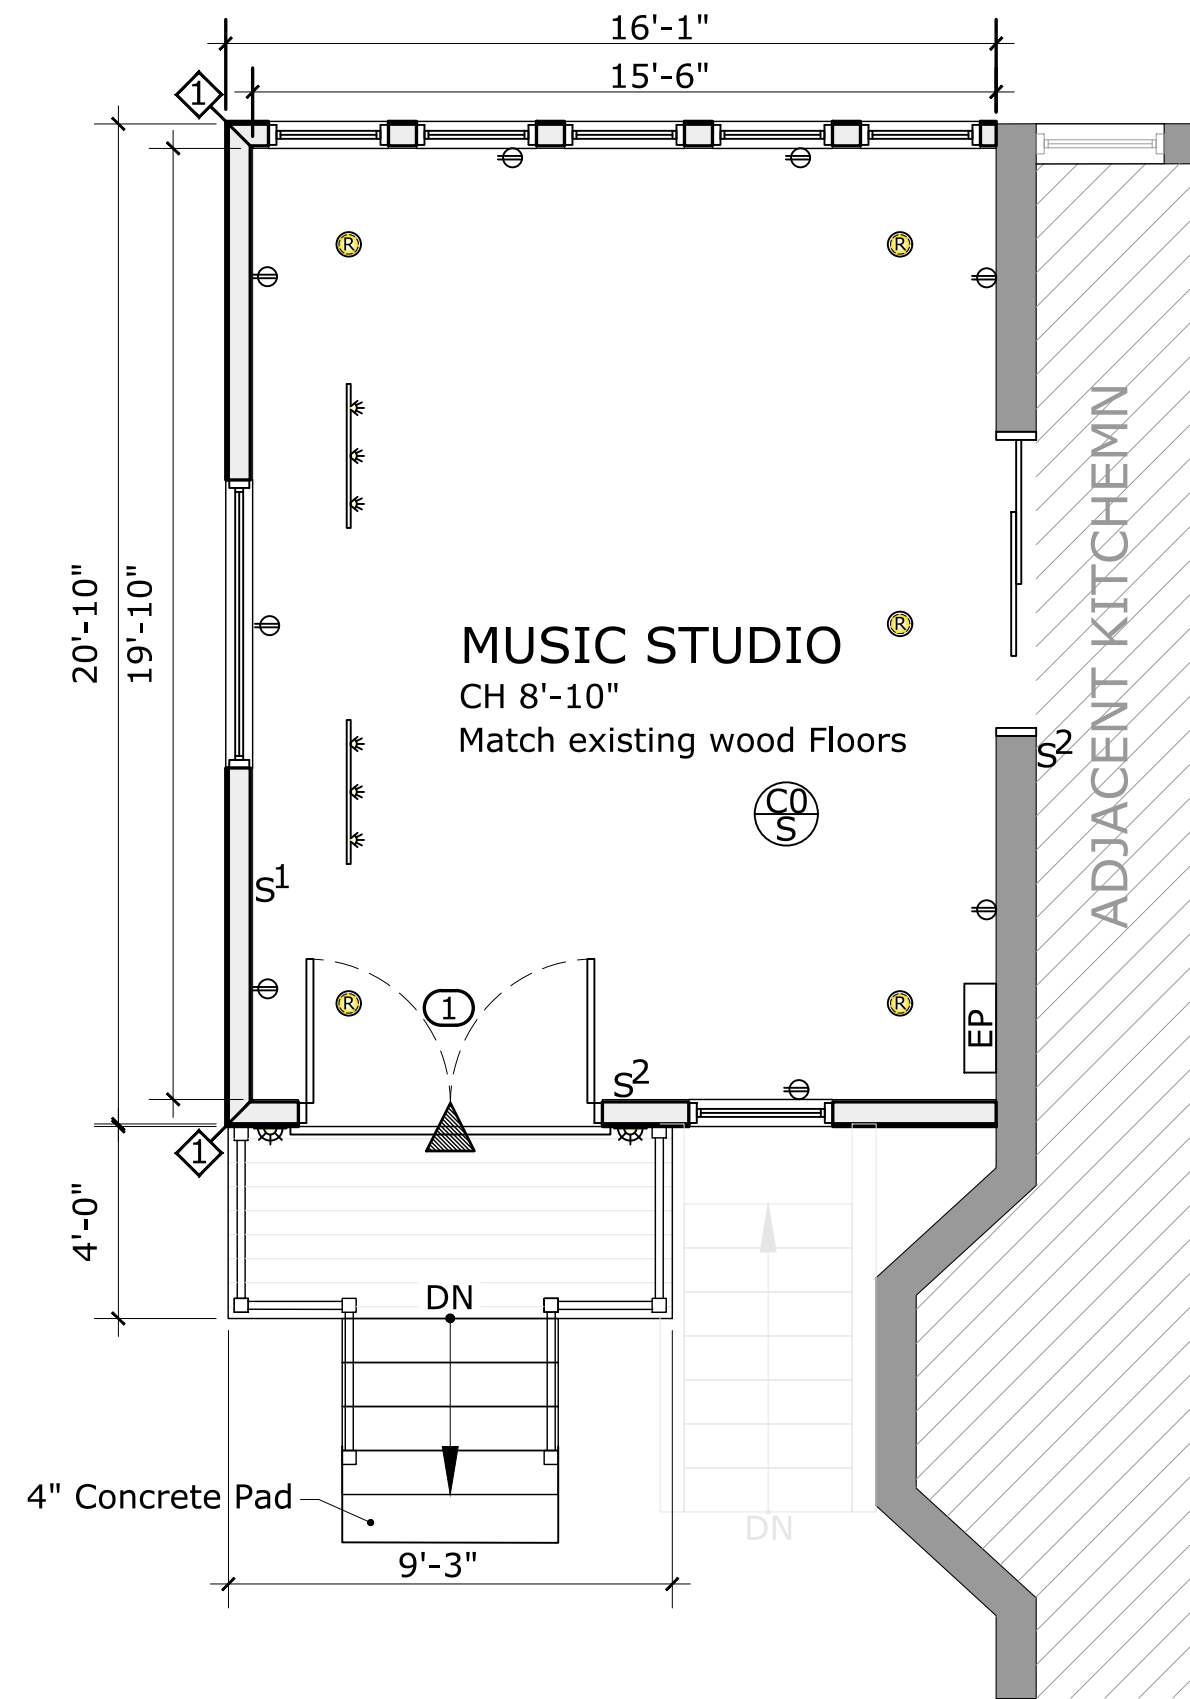 16'-1"
15'-6"
1
R
R
20'-10"
19'-10"
ADJACENT KITCHEMN
MUSIC STUDIO
R
CH 8'-10"
Match existing wood Floors
S2
C0
S
S1
R
1
R
EP
S2
1
4'-0"
DN
4" Concrete Pad
DN
9'-3"